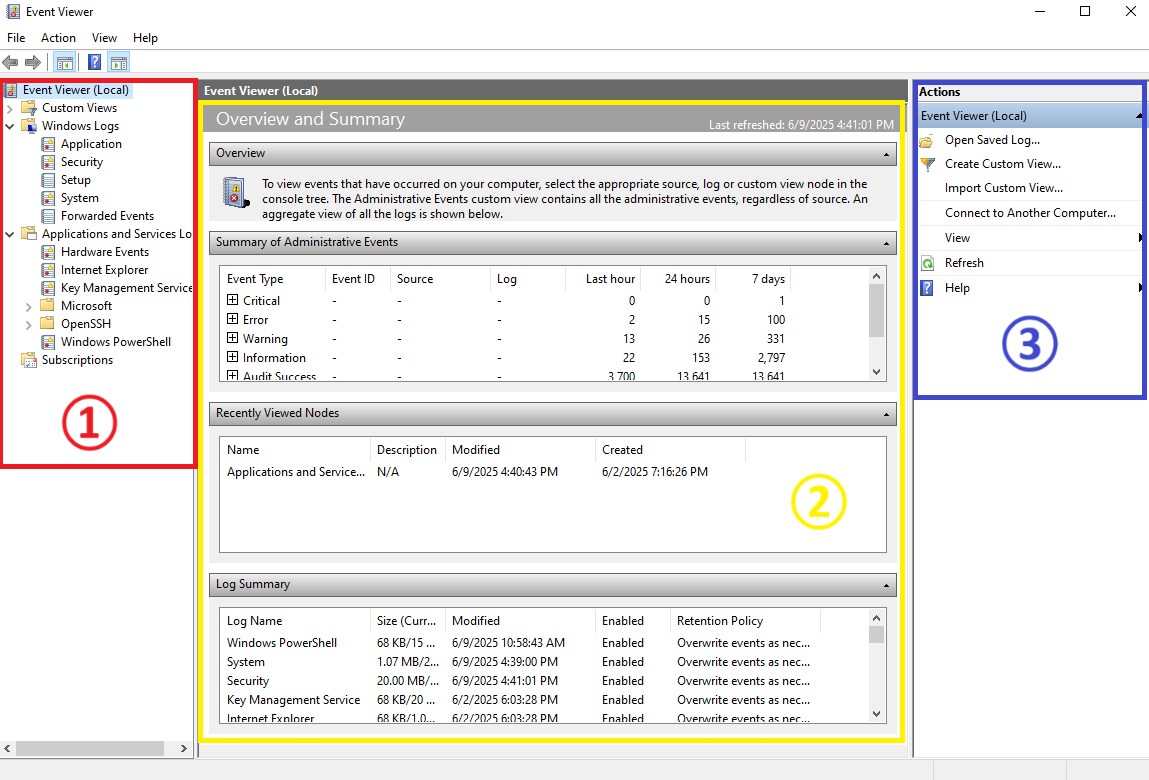 Event Viewer
File Action View Help
Event Viewer (Local)
Custom Views
Windows Logs
Application
Security
Setup
System
Forwarded Events
Applications and Services Lo
Hardware Events
Internet Explorer
Key Management Service
Microsoft
OpenSSH
Windows PowerShell
Subscriptions
1
Event Viewer (Local)
Overview and Summary Last refreshed: 6/9/2025 4:41:01 PM
Overview
To view events that have occurred on your computer, select the appropriate source, log or custom view node in the
console tree. The Administrative Events custom view contains all the administrative events, regardless of source. An
aggregate view of all the logs is shown below.
Summary of Administrative Events
Event Type Event ID Source Log Last hour 24 hours 7 days
Critical - - - 0 0 1
Error - - - 2 15 100
Warning - - - 13 26 331
Information - - - 22 153 2,797
Audit Success - - - 3,700 13,641 13,641
Recently Viewed Nodes
Name Description Modified Created
Applications and Service... N/A 6/9/2025 4:40:43 PM 6/2/2025 7:16:26 PM
2
Log Summary
Log Name Size (Curr... Modified Enabled Retention Policy
Windows PowerShell 68 KB/15 ... 6/9/2025 10:58:43 AM Enabled Overwrite events as nec...
System 1.07 MB/2... 6/9/2025 4:39:00 PM Enabled Overwrite events as nec...
Security 20.00 MB/... 6/9/2025 4:41:01 PM Enabled Overwrite events as nec...
Key Management Service 68 KB/20 ... 6/2/2025 6:03:28 PM Enabled Overwrite events as nec...
Internet Explorer 68 KB/1.0... 6/2/2025 6:03:28 PM Enabled Overwrite events as nec...
Actions
Event Viewer (Local)
Open Saved Log...
Create Custom View...
Import Custom View...
Connect to Another Computer...
View
Refresh
Help
3